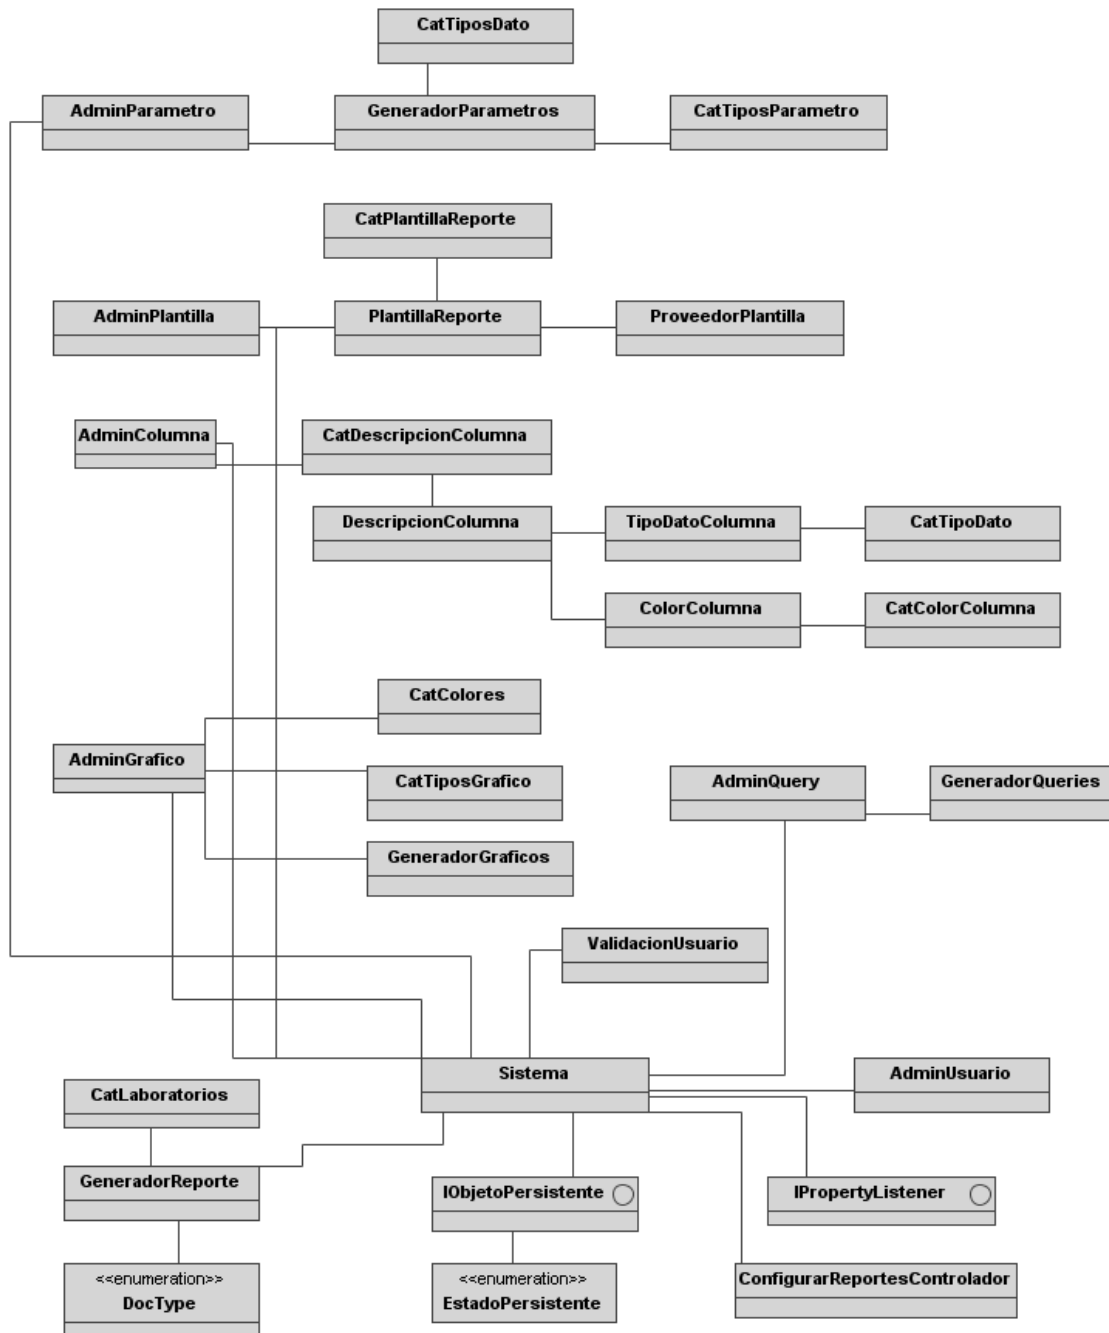 CatTiposDato
AdminParametro
GeneradorParametros
CatTiposParametro
CatPlantillaReporte
AdminPlantilla
PlantillaReporte
ProveedorPlantilla
AdminColumna
CatDescripcionColumna
DescripcionColumna
TipoDatoColumna
CatTipoDato
ColorColumna
CatColorColumna
CatColores
AdminGrafico
CatTiposGrafico
AdminQuery
GeneradorQueries
GeneradorGraficos
ValidacionUsuario
Sistema
AdminUsuario
CatLaboratorios
GeneradorReporte
IObjetoPersistente
IPropertyListener
<<enumeration>>
DocType
<<enumeration>>
EstadoPersistente
ConfigurarReportesControlador